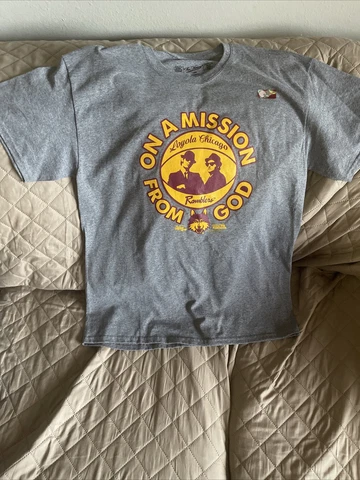 ON A MISSION
FROM GOD
Loyola Chicago
Ramblers